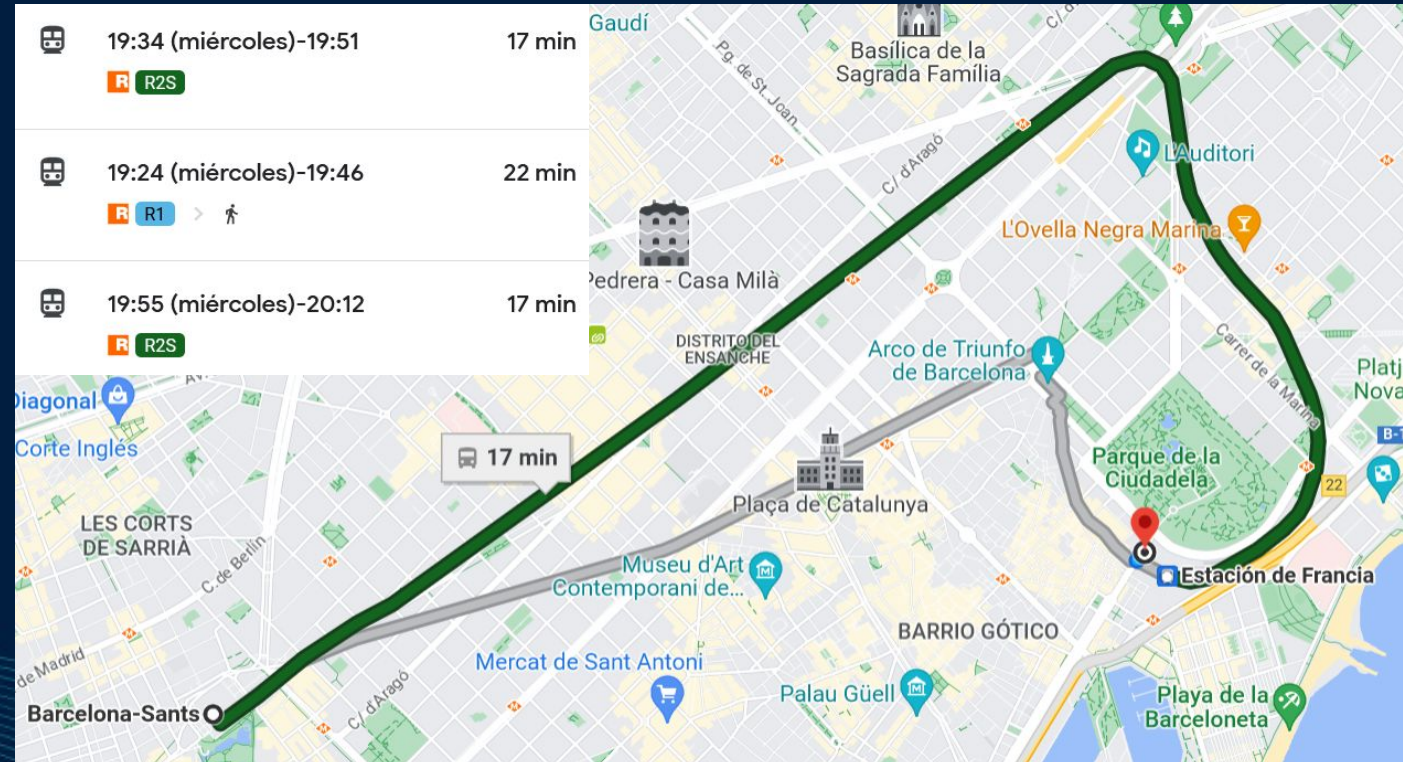 19:34 (miércoles)-19:51 17 min
R R2S
19:24 (miércoles)-19:46 22 min
R R1 >
19:55 (miércoles)-20:12 17 min
R R2S
Gaudí
Pg. de St. Joan
Basílica de la
Sagrada Família
C/ d'Aragó
L'Auditori
L'Ovella Negra Marina
Pedrera - Casa Milà
DISTRITO DEL
ENSANCHE
Arco de Triunfo
de Barcelona
Carrer de la Marina
Platj
Nova
Diagonal
Corte Inglés
17 min
Plaça de Catalunya
Parque de la
Ciudadela
22
B-1
LES CORTS
DE SARRIÀ
C. de Berlín
Museu d'Art
Contemporani de...
Estación de Francia
BARRIO GÓTICO
de Madrid
Mercat de Sant Antoni
C/ d'Aragó
Palau Güell
Playa de la
Barceloneta
Barcelona-Sants